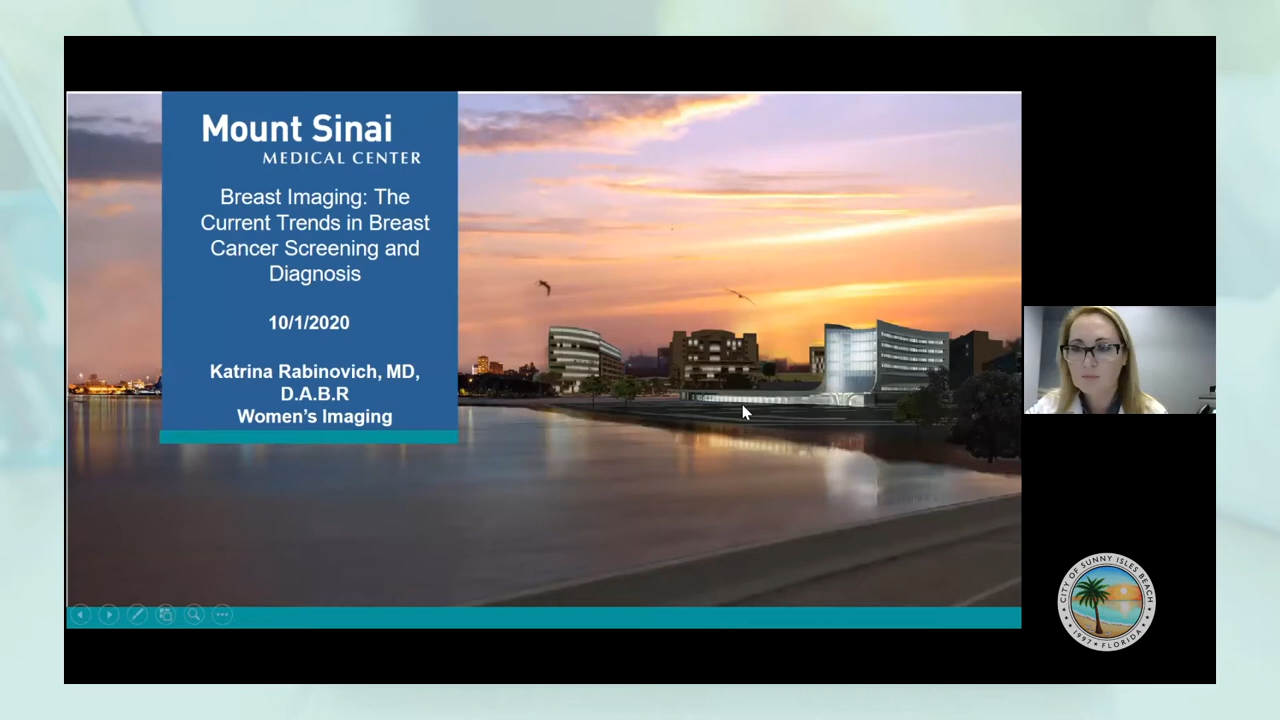 Mount Sinai
MEDICAL CENTER
Breast Imaging: The
Current Trends in Breast
Cancer Screening and
Diagnosis
10/1/2020
Katrina Rabinovich, MD,
D.A.B.R
Women's Imaging
CITY OF SUNNY ISLES BEACH
1997 ★ FLORIDA